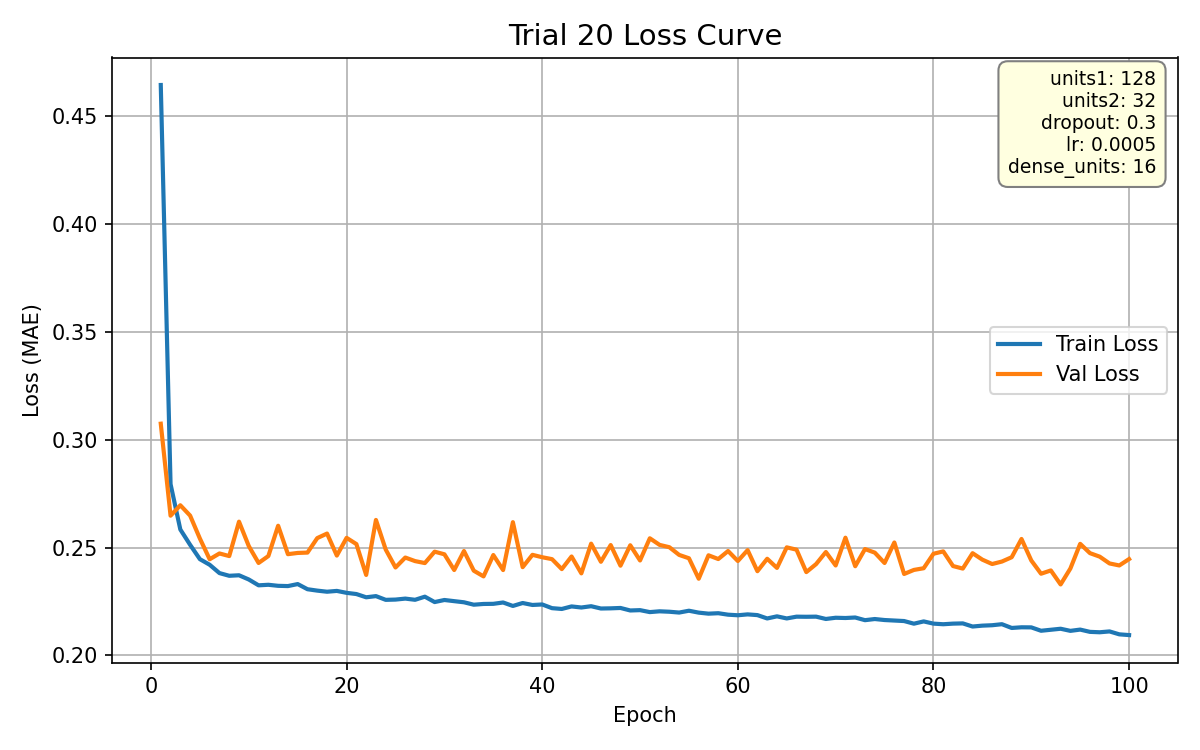 Trial 20 Loss Curve
units1: 128
units2: 32
dropout: 0.3
lr: 0.0005
dense_units: 16
Loss (MAE)
0.45
0.40
0.35
0.30
0.25
0.20
Train Loss
Val Loss
0 20 40 60 80 100
Epoch